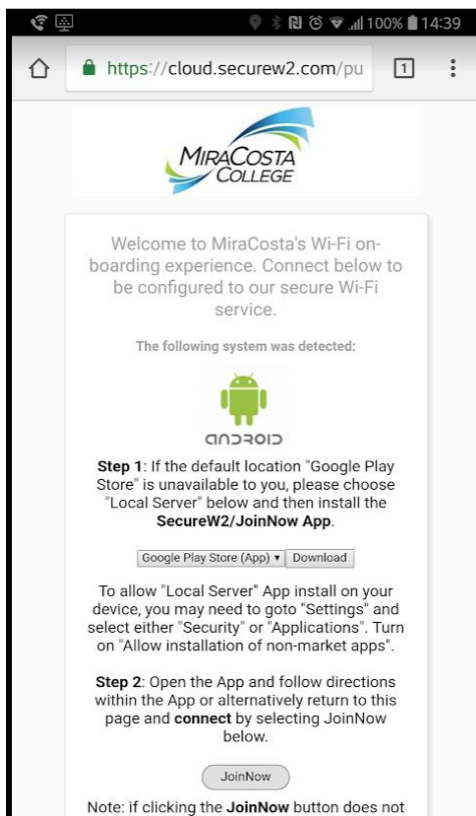 100% 14:39
https://cloud.securew2.com/pu
1
MIRACOSTA
COLLEGE
Welcome to MiraCosta's Wi-Fi on-
boarding experience. Connect below to
be configured to our secure Wi-Fi
service.
The following system was detected:
ANDROID
Step 1: If the default location "Google Play
Store" is unavailable to you, please choose
"Local Server" below and then install the
SecureW2/JoinNow App.
Google Play Store (App) Download
To allow "Local Server" App install on your
device, you may need to goto "Settings" and
select either "Security" or "Applications". Turn
on "Allow installation of non-market apps".
Step 2: Open the App and follow directions
within the App or alternatively return to this
page and connect by selecting JoinNow
below.
JoinNow
Note: if clicking the JoinNow button does not